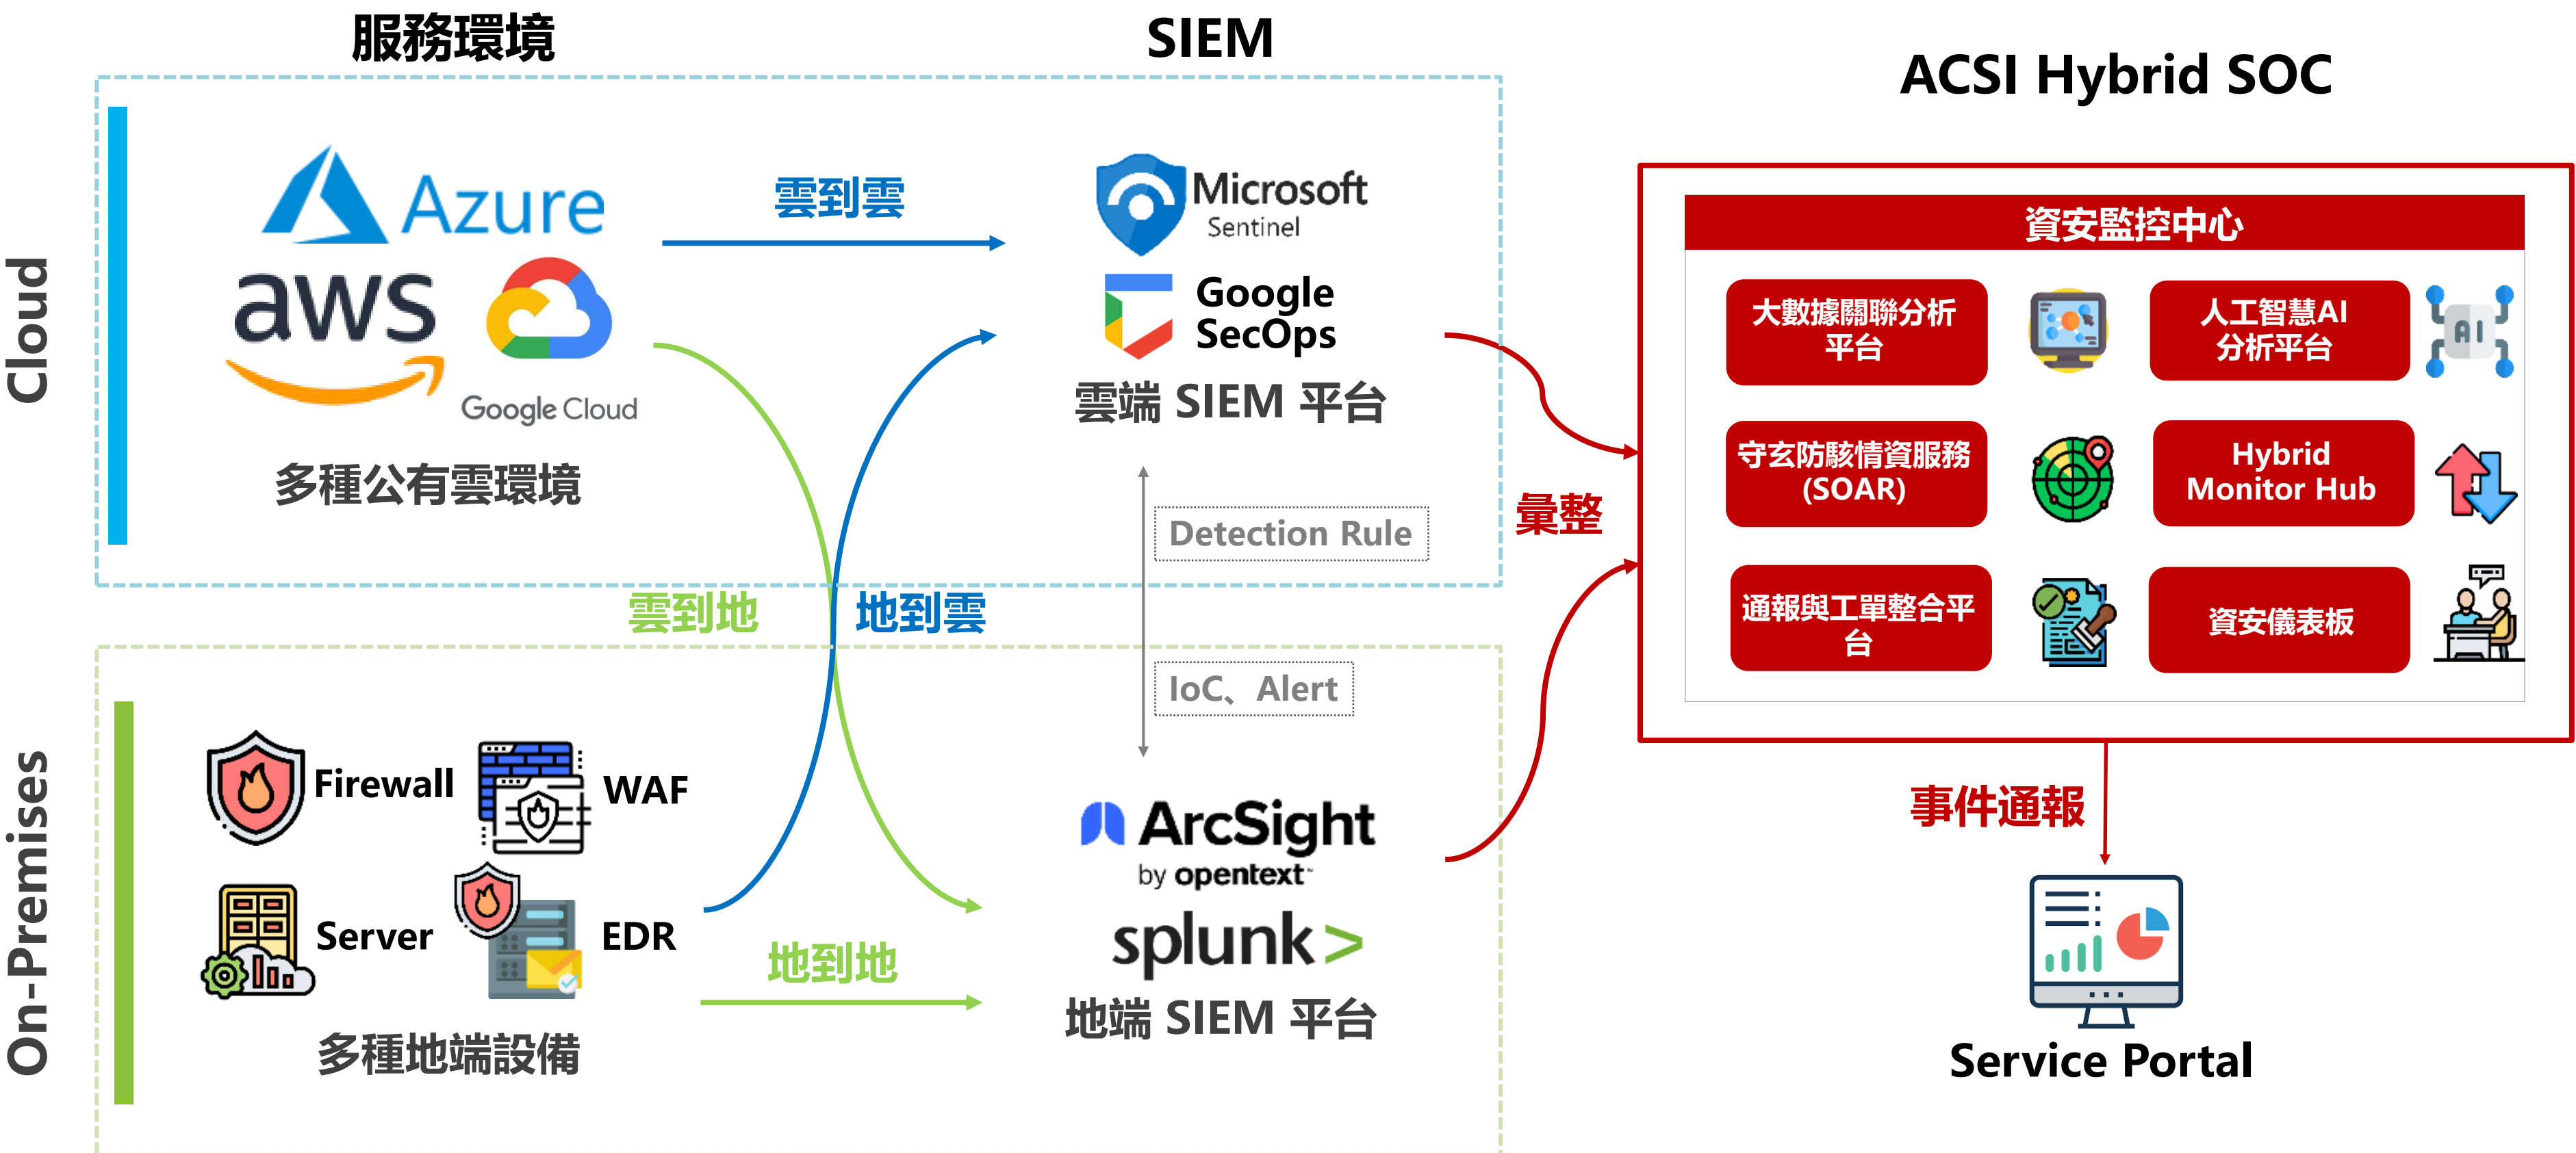 服務環境
SIEM
ACSI Hybrid SOC
Cloud
Azure
aws
Google Cloud
多種公有雲環境
雲到雲
Microsoft
Sentinel
Google
SecOps
雲端 SIEM 平台
Detection Rule
雲到地
地到雲
IoC、Alert
彙整
資安監控中心
大數據關聯分析
平台
人工智慧AI
分析平台
AI
守玄防駭情資服務
(SOAR)
Hybrid
Monitor Hub
通報與工單整合平
台
資安儀表板
On-Premises
Firewall
WAF
Server
EDR
多種地端設備
地到地
ArcSight
by opentext™
splunk>
地端 SIEM 平台
事件通報
Service Portal